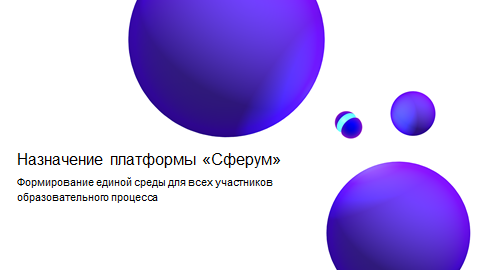 Назначение платформы «Сферум»
Формирование единой среды для всех участников
образовательного процесса